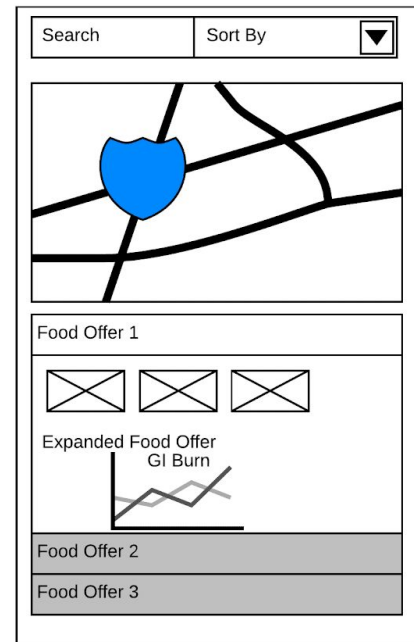 Search
Sort By
Food Offer 1
Expanded Food Offer
GI Burn
Food Offer 2
Food Offer 3